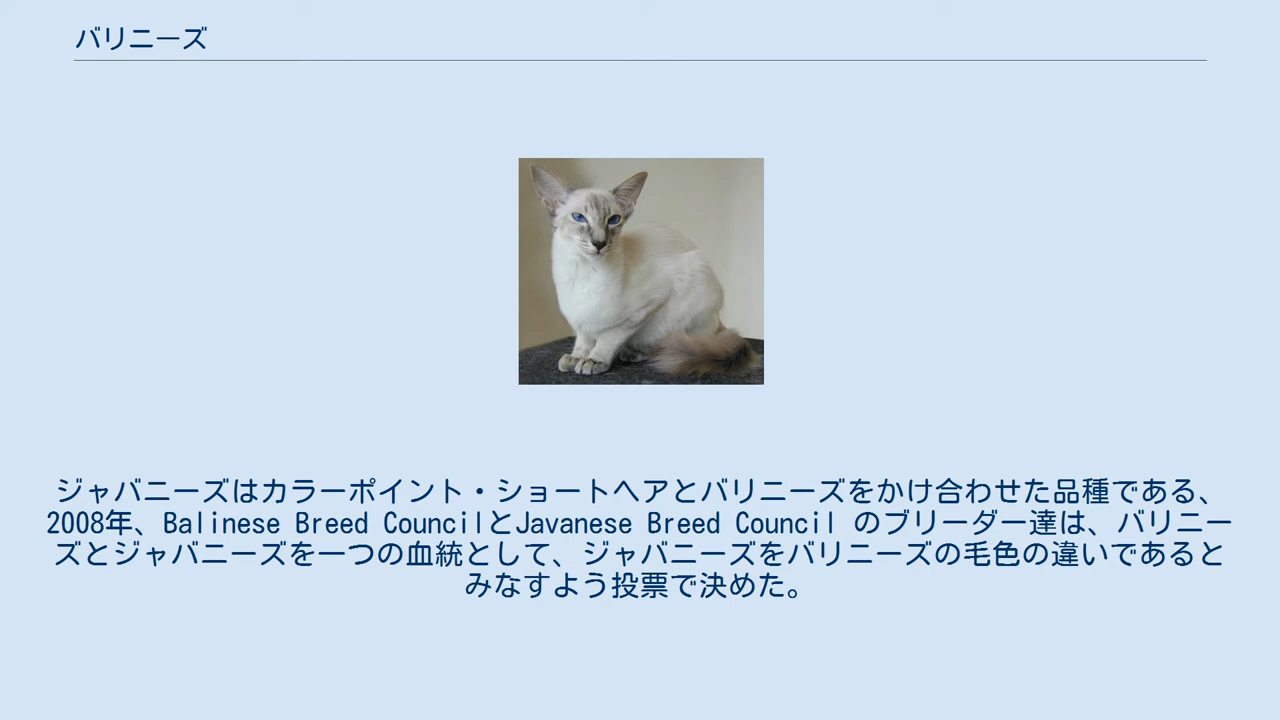 バリニーズ
ジャバニーズはカラーポイント・ショートヘアとバリニーズをかけ合わせた品種である、
2008年、Balinese Breed CouncilとJavanese Breed Council のブリーダー達は、バリニー
ズとジャバニーズを一つの血統として、ジャバニーズをバリニーズの毛色の違いであると
みなすよう投票で決めた。